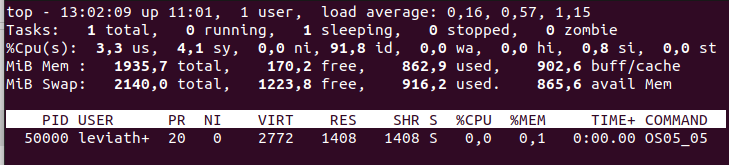 top - 13:02:09 up 11:01,  1 user,  load average: 0,16, 0,57, 1,15
Tasks:   1 total,   0 running,   1 sleeping,   0 stopped,   0 zombie
%Cpu(s):  3,3 us,  4,1 sy,  0,0 ni, 91,8 id,  0,0 wa,  0,0 hi,  0,8 si,  0,0 st
MiB Mem :   1935,7 total,    170,2 free,    862,9 used,    902,6 buff/cache
MiB Swap:   2140,0 total,   1223,8 free,    916,2 used.    865,6 avail Mem
PID USER      PR  NI    VIRT    RES    SHR S  %CPU  %MEM     TIME+ COMMAND
50000 leviath+  20   0    2772   1408   1408 S   0,0   0,1   0:00.00 OS05_05